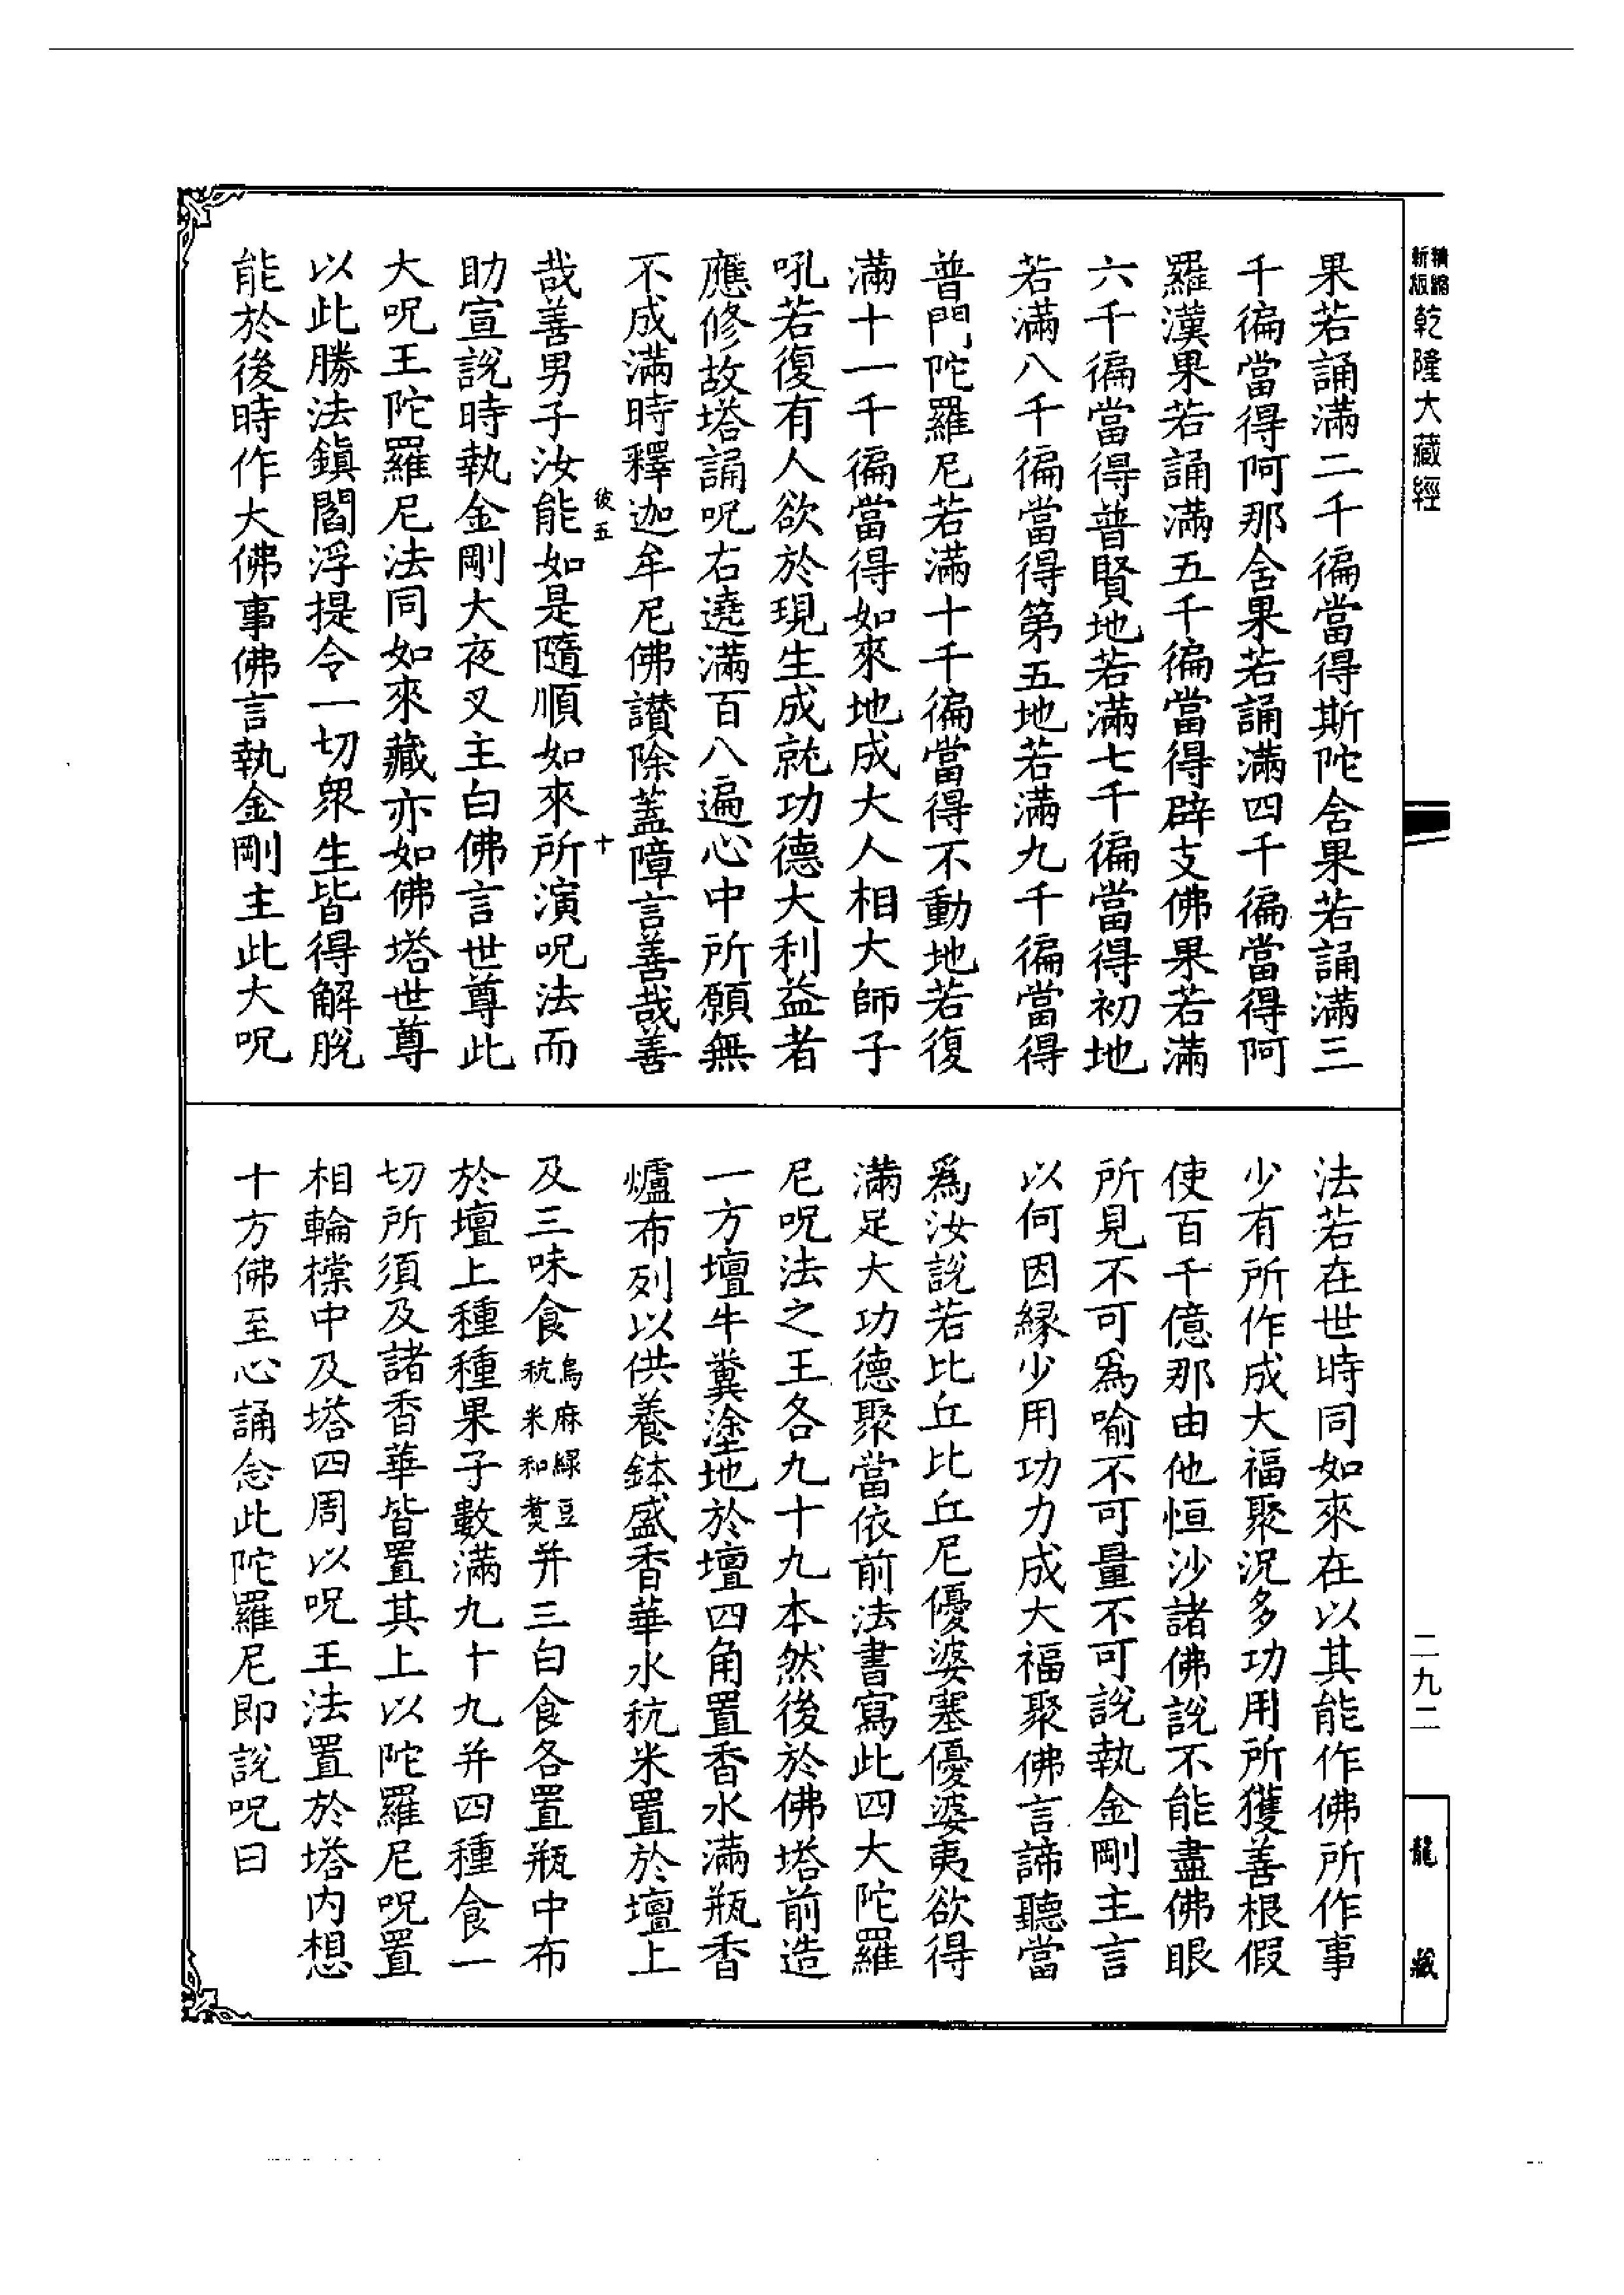 精縮
新版
乾隆大藏經
果若誦滿二千徧當得斯陀舍果若誦滿三
千徧當得阿那舍果若誦滿四千徧當得阿
羅漢果若誦滿五千徧當得辟支佛果若滿
六千徧當得普賢地若滿七千徧當得初地
若滿八千徧當得第五地若滿九千徧當得
普門陀羅尼若滿十千徧當得不動地若復
滿十一千徧當得如來地成大人相大師子
吼若復有人欲於現生成就功德大利益者
應修故塔誦呪右遶滿百八遍心中所願無
不成滿時釋迦牟尼佛讃除蓋障言善哉善
彼五
十
哉善男子汝能如是隨順如來所演呪法而
助宣說時執金剛大夜叉主白佛言世尊此
大呪王陀羅尼法同如來藏亦如佛塔世尊
以此勝法鎮閻浮提令一切衆生皆得解脫
能於後時作大佛事佛言執金剛主此大呪
法若在世時同如來在以其能作佛所作事
少有所作成大福聚況多功用所獲善根假
使百千億那由他恒沙諸佛說不能盡佛眼
所見不可爲喻不可量不可說執金剛主言
以何因緣少用功力成大福聚佛言諦聽當
爲汝說若比丘比丘尼優婆塞優婆夷欲得
滿足大功德聚當依前法書寫此四大陀羅
尼呪法之王各九十九本然後於佛塔前造
一方壇牛糞塗地於壇四角置香水滿瓶香
爐布列以供養鉢盛香華水秔米置於壇上
及三味食烏麻綠豆秔米和煑并三白食各置瓶中布
於壇上種種果子數滿九十九并四種食一
切所須及諸香華皆置其上以陀羅尼呪置
相輪橖中及塔四周以呪王法置於塔內想
十方佛至心誦念此陀羅尼即說呪曰
二九二
龍
藏